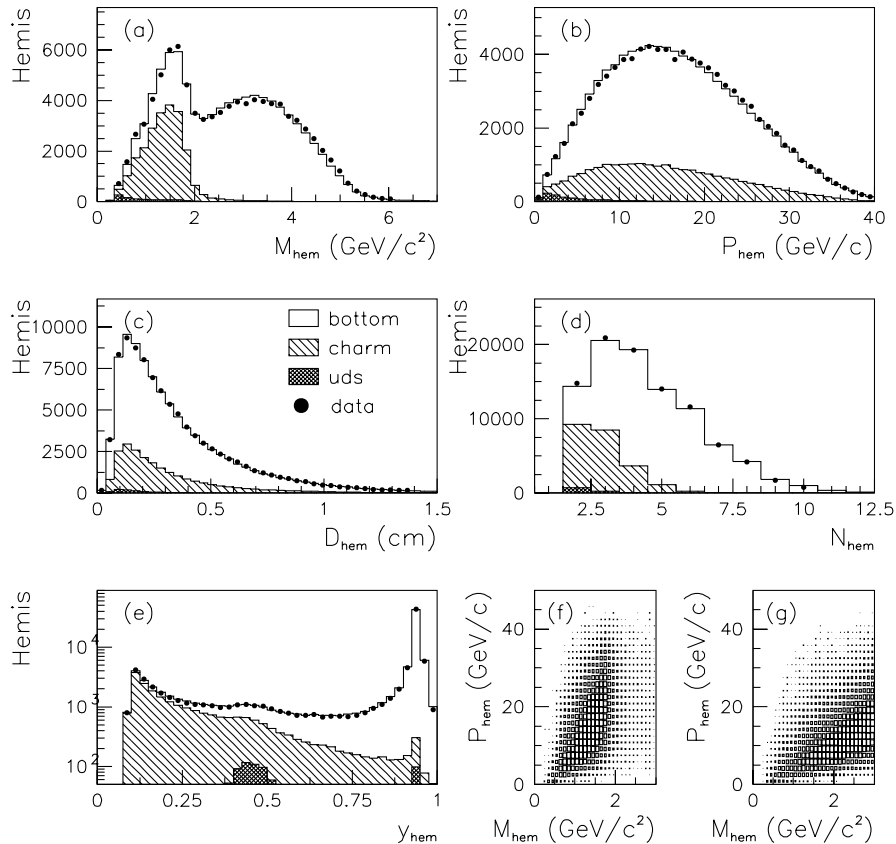 (a)
Hemis
6000
4000
2000
0
0 2 4 6
M_hem (GeV/c²)
(b)
Hemis
4000
2000
0
0 10 20 30 40
P_hem (GeV/c)
(c)
Hemis
10000
7500
5000
2500
0
0 0.5 1 1.5
D_hem (cm)
bottom
charm
uds
data
(d)
Hemis
20000
10000
0
2.5 5 7.5 10 12.5
N_hem
(e)
Hemis
10⁴
10³
10²
0 0.25 0.5 0.75 1
y_hem
(f)
P_hem (GeV/c)
40
20
0
0 2
M_hem (GeV/c²)
(g)
P_hem (GeV/c)
40
20
0
0 2
M_hem (GeV/c²)